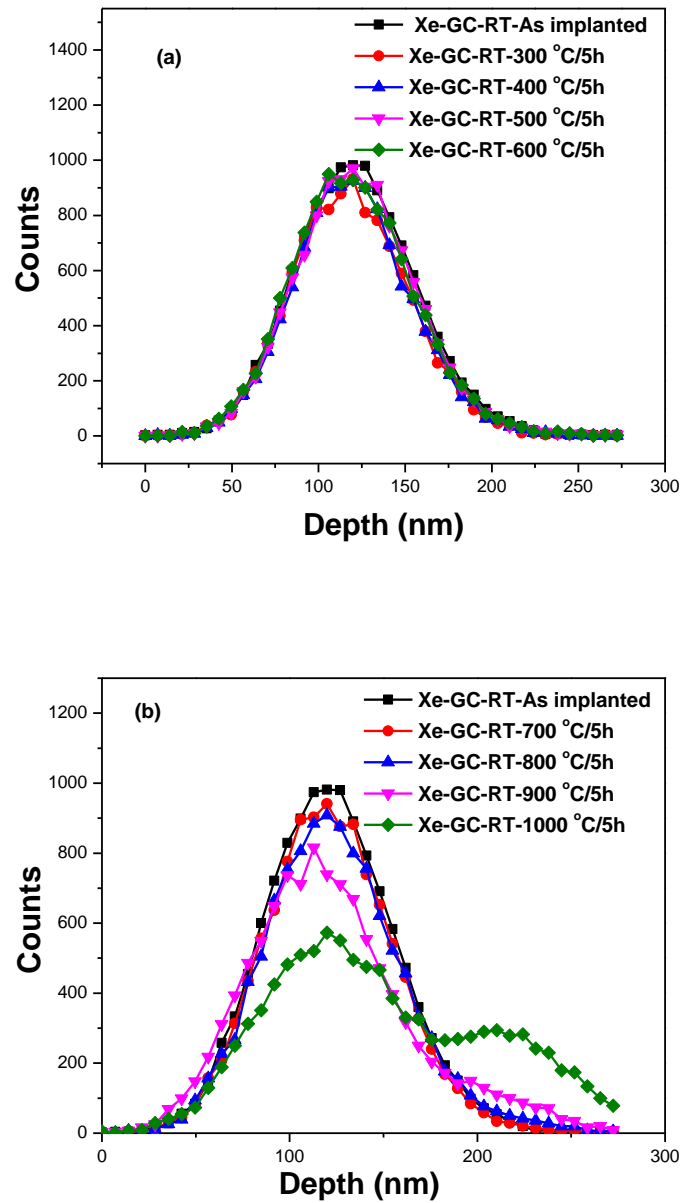 1400
1200
1000
800
600
400
200
0
Counts
(a)
Xe-GC-RT-As implanted
Xe-GC-RT-300 °C/5h
Xe-GC-RT-400 °C/5h
Xe-GC-RT-500 °C/5h
Xe-GC-RT-600 °C/5h
0 50 100 150 200 250 300
Depth (nm)
1200
1000
800
600
400
200
0
Counts
(b)
Xe-GC-RT-As implanted
Xe-GC-RT-700 °C/5h
Xe-GC-RT-800 °C/5h
Xe-GC-RT-900 °C/5h
Xe-GC-RT-1000 °C/5h
100 200 300
Depth (nm)